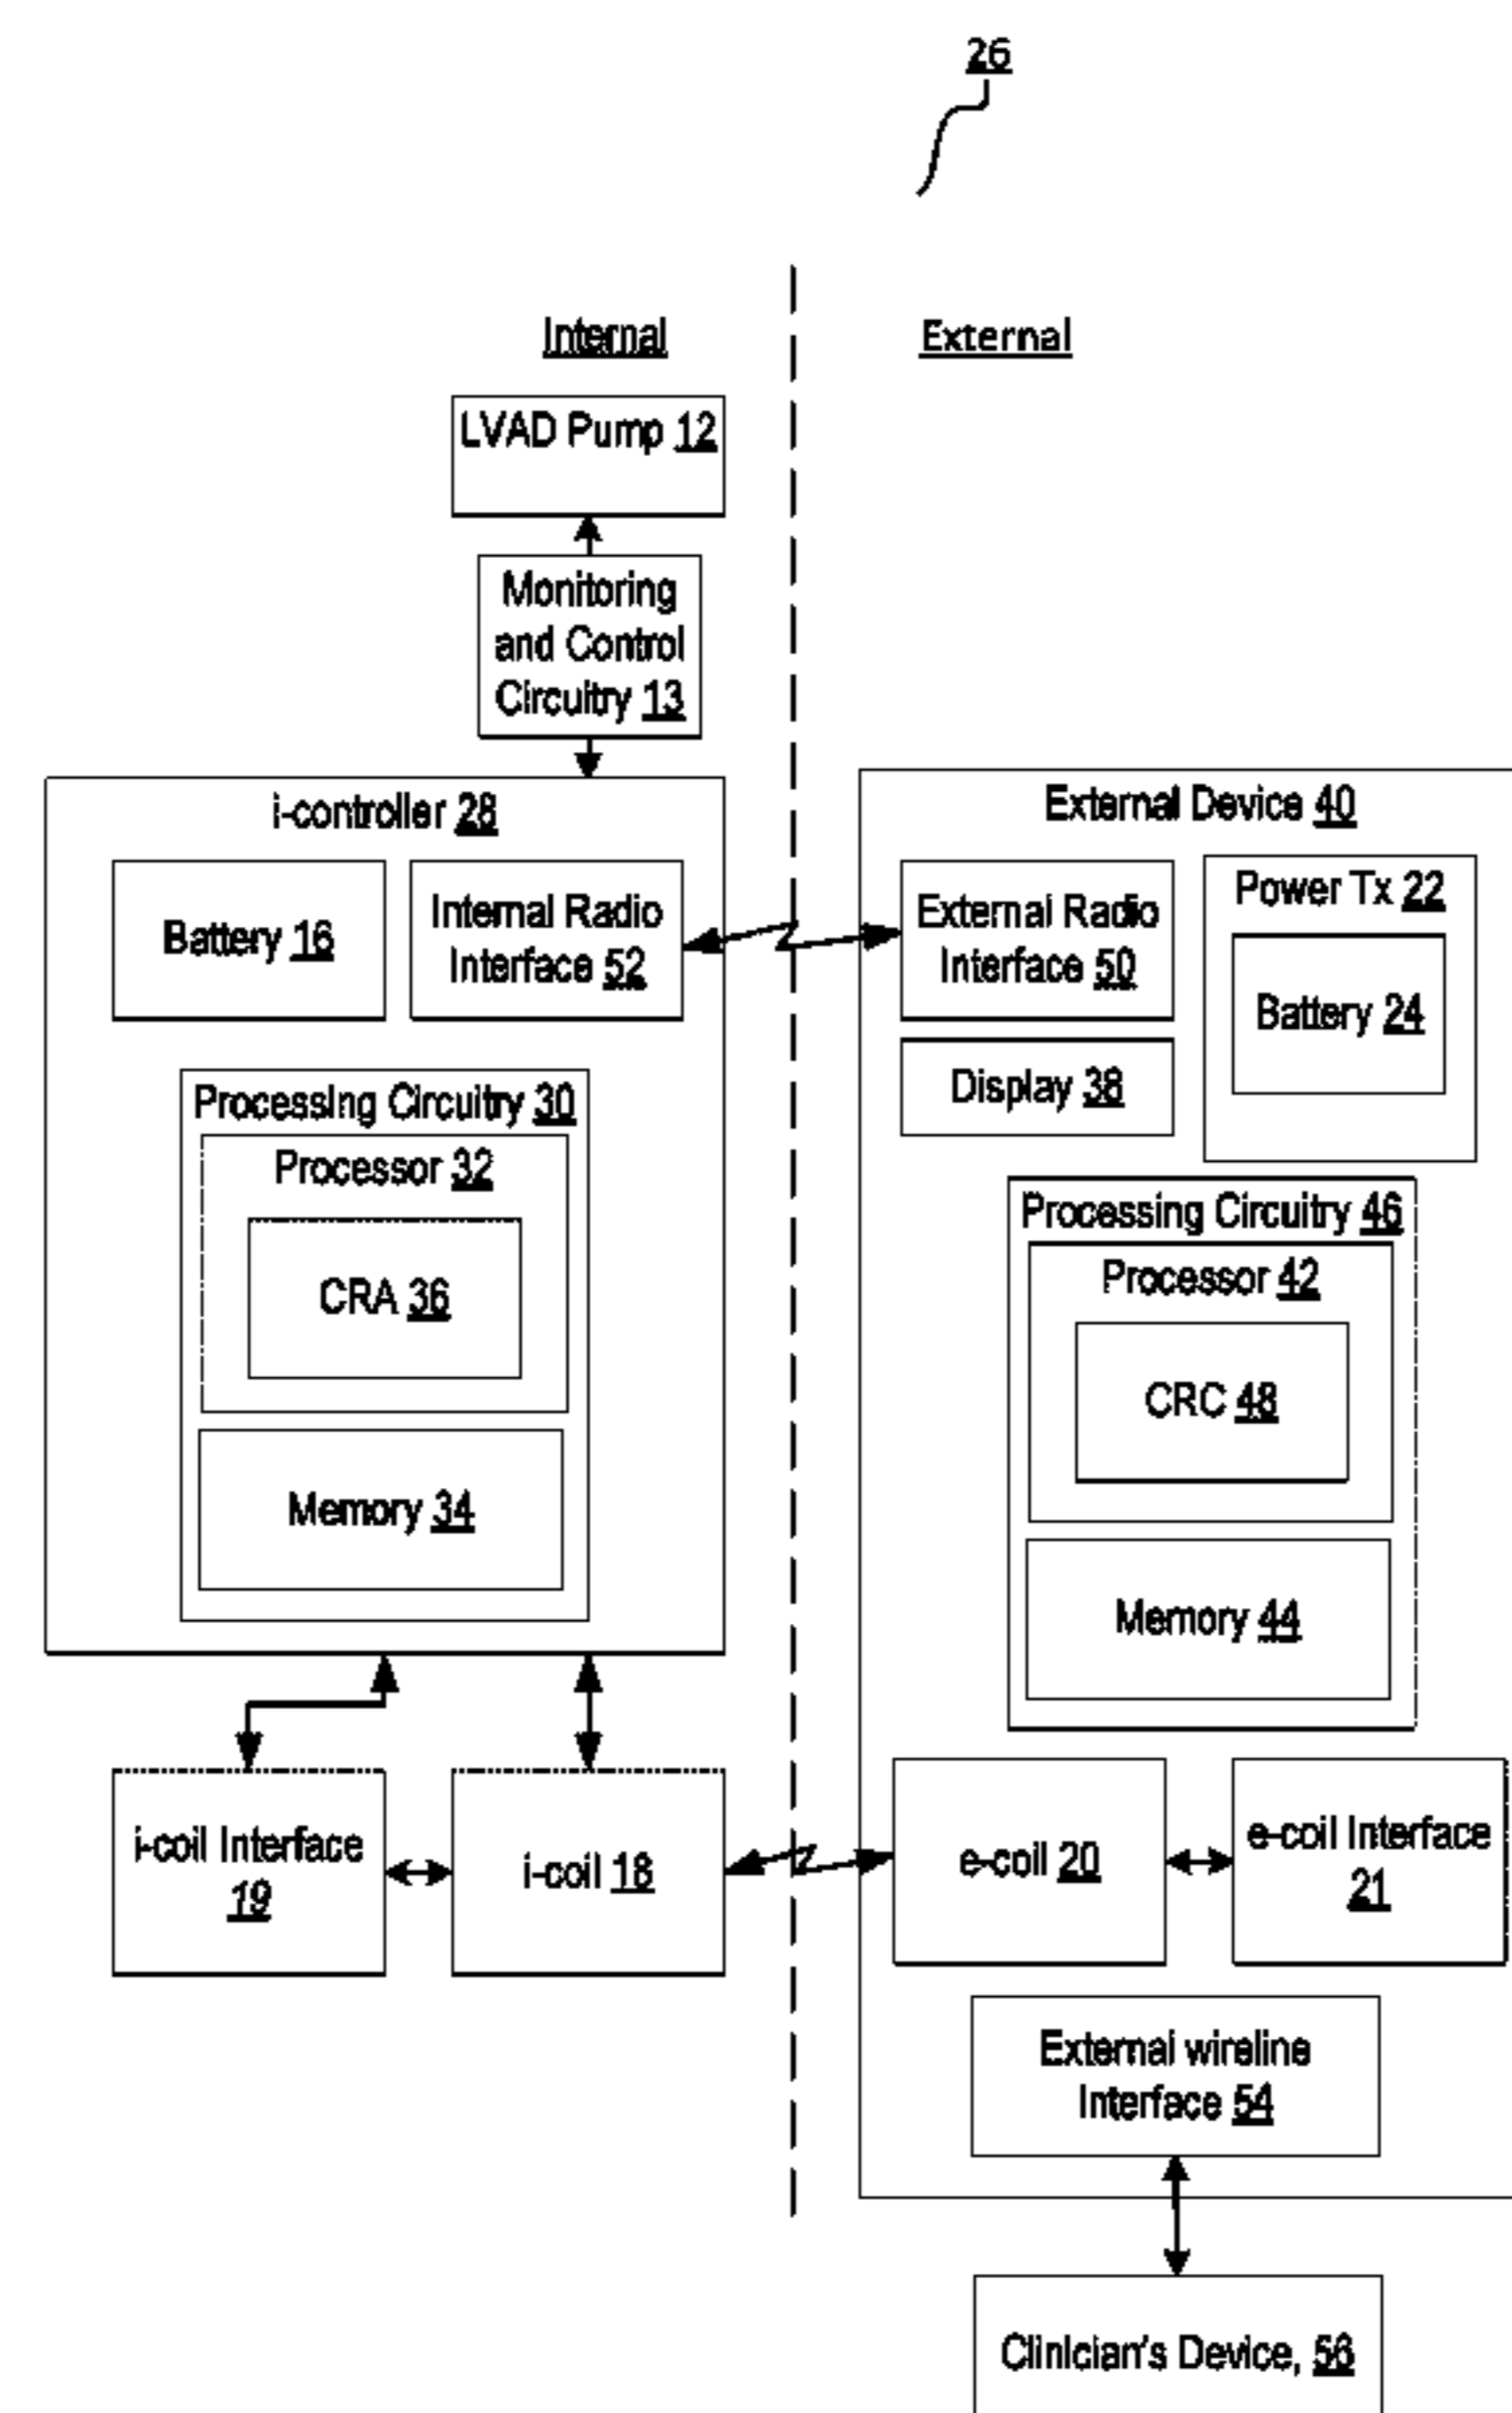 26
Internal
External
LVAD Pump 12
Monitoring
and Control
Circuitry 13
i-controller 28
Battery 16
Internal Radio
Interface 52
Processing Circuitry 30
Processor 32
CRA 36
Memory 34
i-coil Interface
19
i-coil 18
External Device 40
External Radio
Interface 50
Power Tx 22
Battery 24
Display 38
Processing Circuitry 46
Processor 42
CRC 48
Memory 44
e-coil 20
e-coil Interface
21
External wireline
Interface 54
Clinician's Device, 56